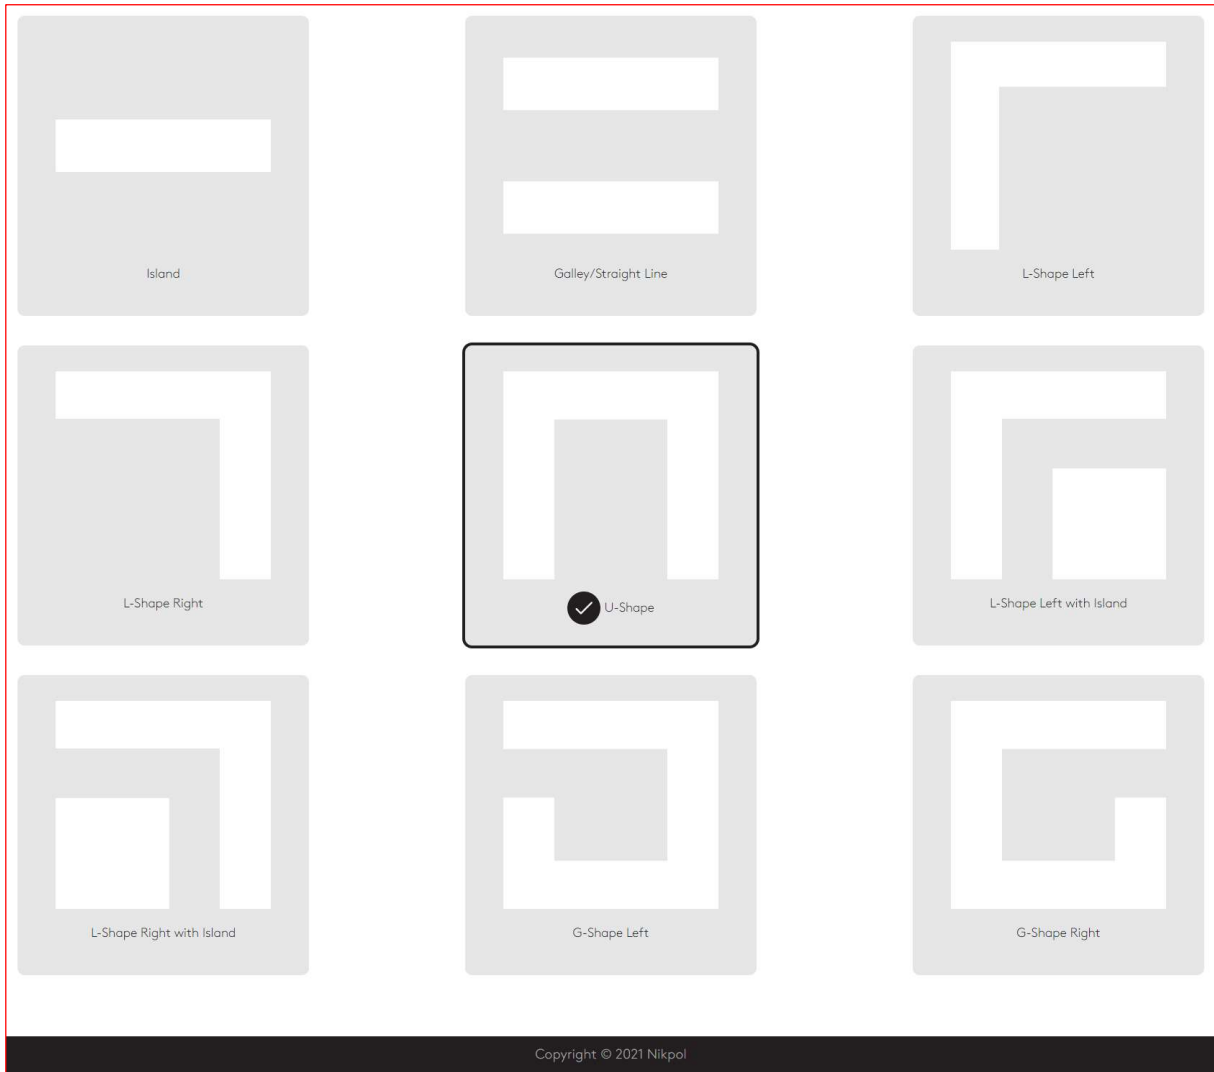 Island
Galley/Straight Line
L-Shape Left
L-Shape Right
U-Shape
L-Shape Left with Island
L-Shape Right with Island
G-Shape Left
G-Shape Right
Copyright © 2021 Nikpol